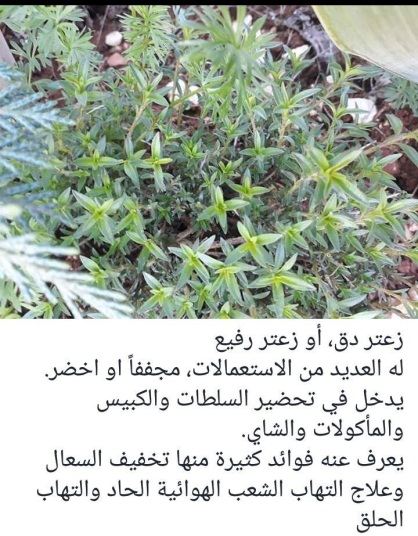 زعتر دق، أو زعتر رفيع
له العديد من الاستعمالات، مجففاً او اخضر.
يدخل في تحضير السلطات والكبيس
والمأكولات والشاي.
يعرف عنه فوائد كثيرة منها تخفيف السعال
وعلاج التهاب الشعب الهوائية الحاد والتهاب
الحلق